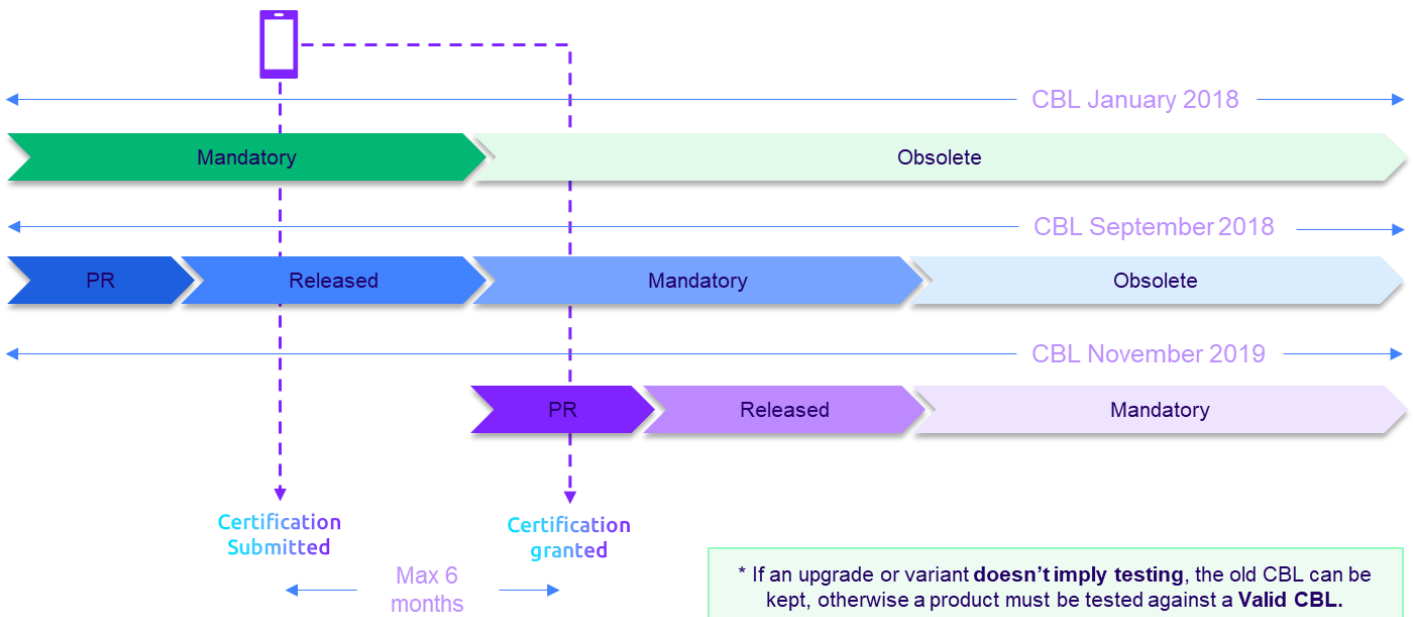 CBL January 2018
Mandatory
Obsolete
CBL September 2018
PR
Released
Mandatory
Obsolete
CBL November 2019
PR
Released
Mandatory
Certification
Submitted
Certification
granted
Max 6
months
* If an upgrade or variant doesn't imply testing, the old CBL can be
kept, otherwise a product must be tested against a Valid CBL.